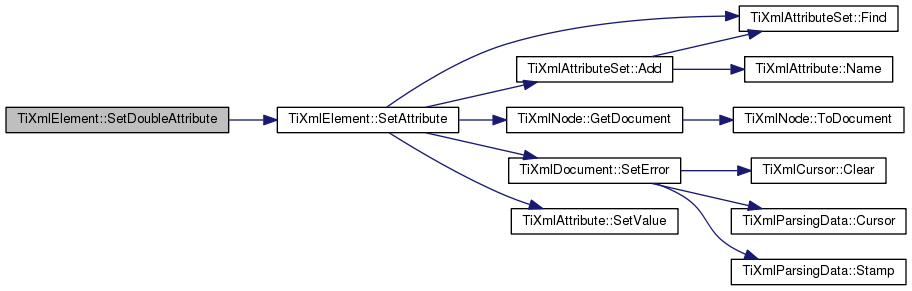 TiXmlElement::SetDoubleAttribute
TiXmlElement::SetAttribute
TiXmlAttributeSet::Find
TiXmlAttributeSet::Add
TiXmlAttribute::Name
TiXmlNode::GetDocument
TiXmlNode::ToDocument
TiXmlDocument::SetError
TiXmlCursor::Clear
TiXmlAttribute::SetValue
TiXmlParsingData::Cursor
TiXmlParsingData::Stamp